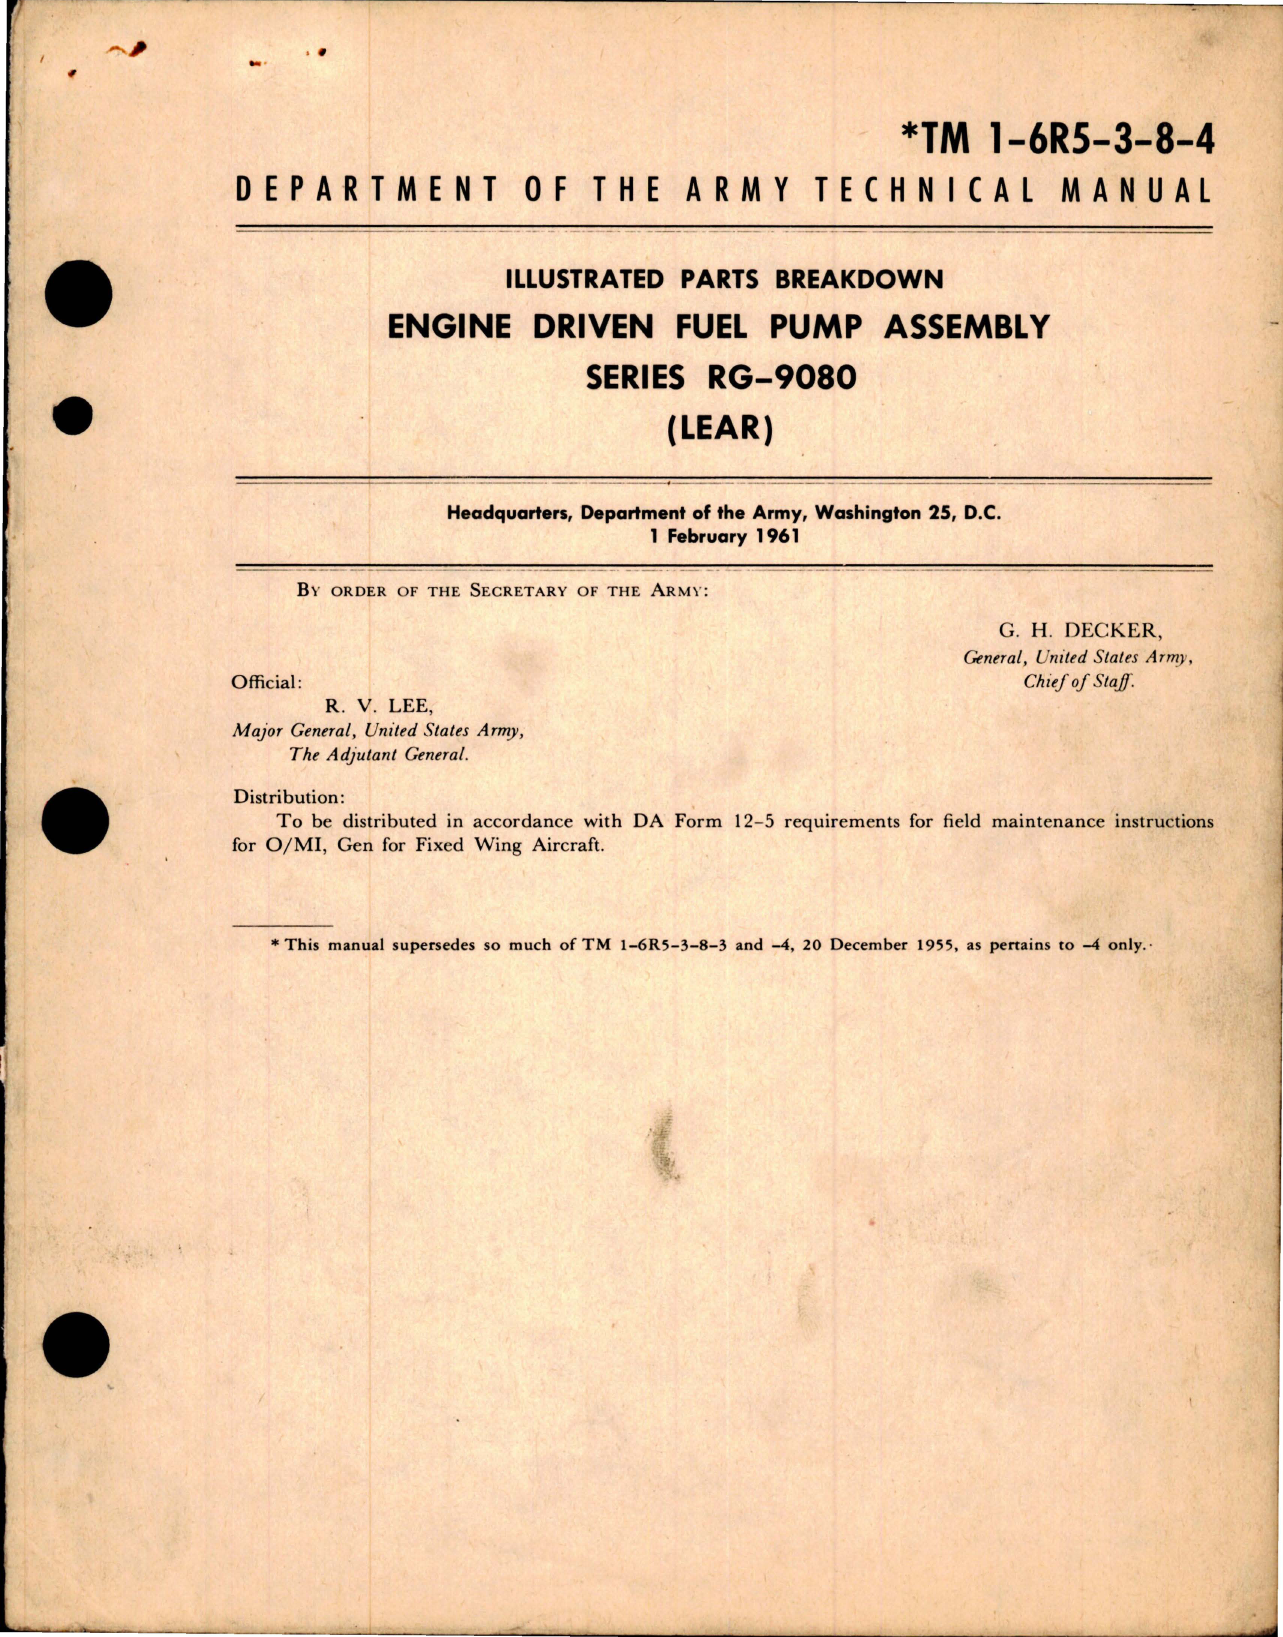 *TM 1-6R5-3-8-4
DEPARTMENT OF THE ARMY TECHNICAL MANUAL
ILLUSTRATED PARTS BREAKDOWN
ENGINE DRIVEN FUEL PUMP ASSEMBLY
SERIES RG-9080
(LEAR)
Headquarters, Department of the Army, Washington 25, D.C.
1 February 1961
By order of the Secretary of the Army:
G. H. DECKER,
General, United States Army,
Chief of Staff.
Official:
R. V. LEE,
Major General, United States Army,
The Adjutant General.
Distribution:
To be distributed in accordance with DA Form 12-5 requirements for field maintenance instructions
for O/MI, Gen for Fixed Wing Aircraft.
* This manual supersedes so much of TM 1-6R5-3-8-3 and -4, 20 December 1955, as pertains to -4 only.